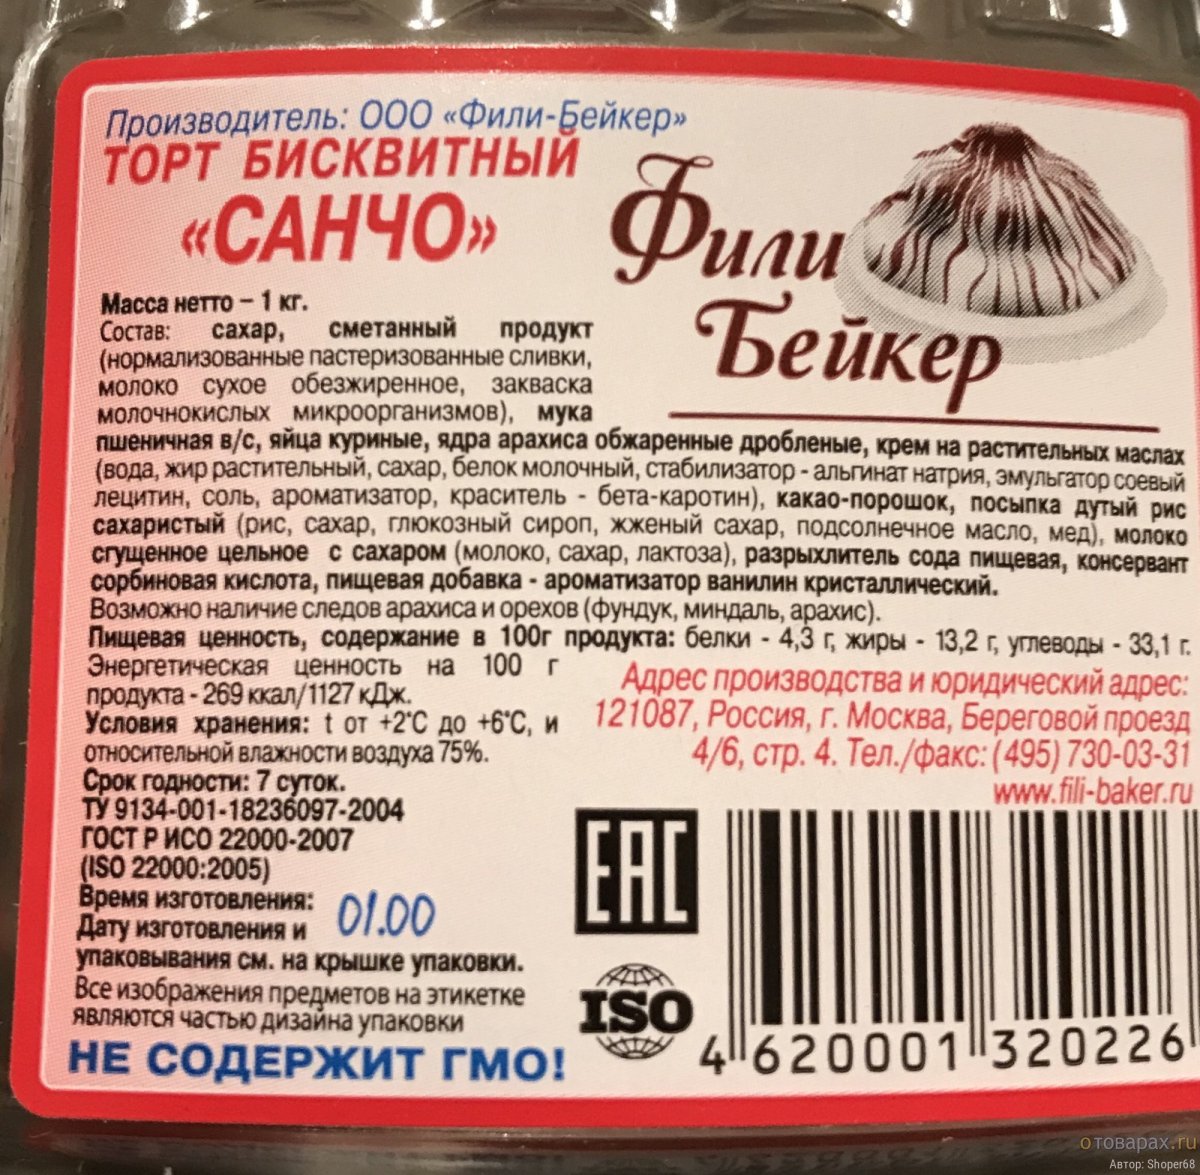 Производитель: ООО «Фили-Бейкер»
ТОРТ БИСКВИТНЫЙ
«САНЧО»
Фили
Бейкер
Масса нетто – 1 кг.
Состав: сахар, сметанный продукт
(нормализованные пастеризованные сливки,
молоко сухое обезжиренное, закваска
молочнокислых микроорганизмов), мука
пшеничная в/с, яйца куриные, ядра арахиса обжаренные дробленые, крем на растительных маслах
(вода, жир растительный, сахар, белок молочный, стабилизатор - альгинат натрия, эмульгатор соевый
лецитин, соль, ароматизатор, краситель - бета-каротин), какао-порошок, посыпка дутый рис
сахаристый (рис, сахар, глюкозный сироп, жженый сахар, подсолнечное масло, мед), молоко
сгущенное цельное с сахаром (молоко, сахар, лактоза), разрыхлитель сода пищевая, консервант
сорбиновая кислота, пищевая добавка - ароматизатор ванилин кристаллический.
Возможно наличие следов арахиса и орехов (фундук, миндаль, арахис).
Пищевая ценность, содержание в 100г продукта: белки - 4,3 г, жиры - 13,2 г, углеводы - 33,1 г.
Энергетическая ценность на 100 г
продукта - 269 ккал/1127 кДж.
Условия хранения: t от +2°С до +6°С, и
относительной влажности воздуха 75%.
Срок годности: 7 суток.
ТУ 9134-001-18236097-2004
ГОСТ Р ИСО 22000-2007
(ISO 22000:2005)
Время изготовления: 01.00
Дату изготовления и
упаковывания см. на крышке упаковки.
Все изображения предметов на этикетке
являются частью дизайна упаковки
НЕ СОДЕРЖИТ ГМО!
Адрес производства и юридический адрес:
121087, Россия, г. Москва, Береговой проезд
4/6, стр. 4. Тел./факс: (495) 730-03-31
www.fili-baker.ru
EAC
ISO
4 620001 320226
отоварах.ru
Автор: Shoper68